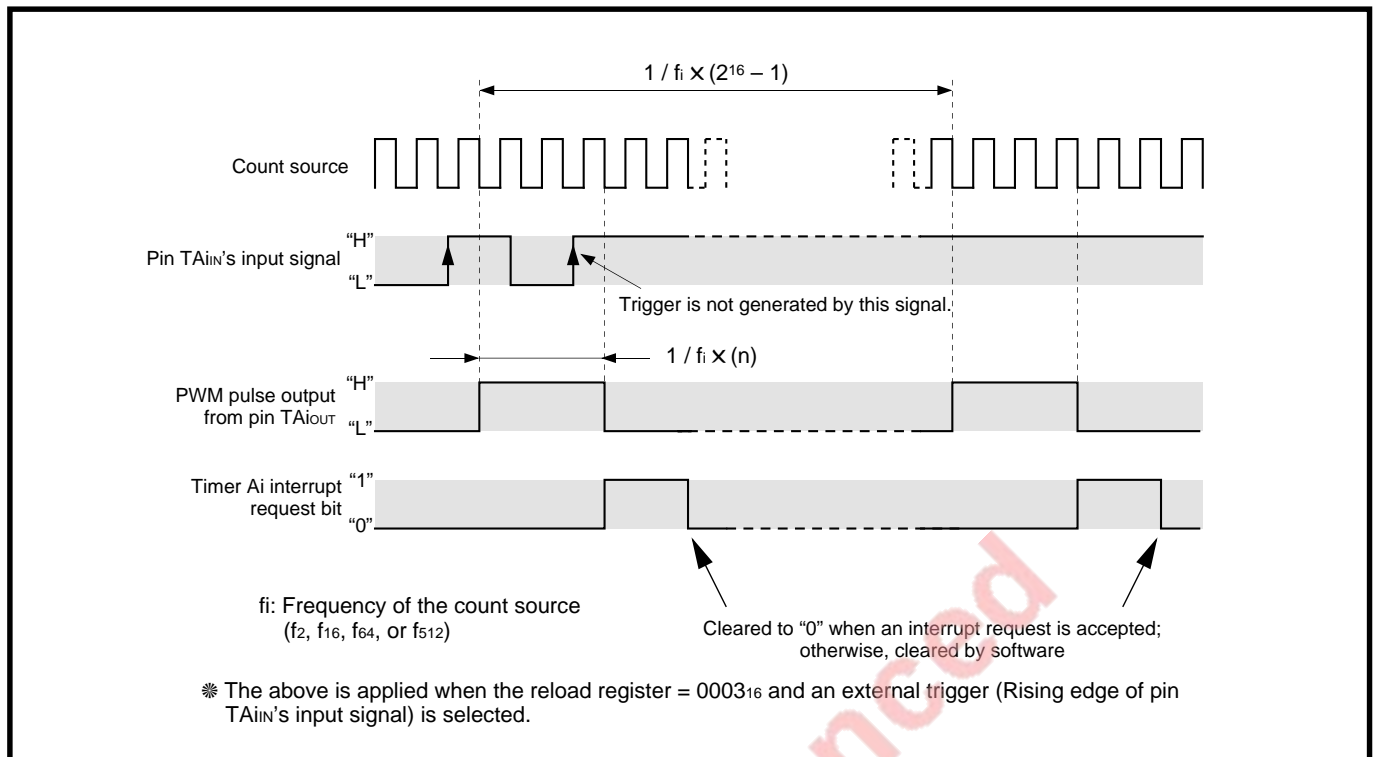 1 / fi × (2¹⁶ – 1)
Count source
“H”
Pin TAiIN’s input signal
“L”
Trigger is not generated by this signal.
1 / fi × (n)
“H”
PWM pulse output
from pin TAiOUT
“L”
“1”
Timer Ai interrupt
request bit
“0”
fi: Frequency of the count source
(f2, f16, f64, or f512)
Cleared to “0” when an interrupt request is accepted;
otherwise, cleared by software
❋ The above is applied when the reload register = 000316 and an external trigger (Rising edge of pin
TAiIN’s input signal) is selected.
nced